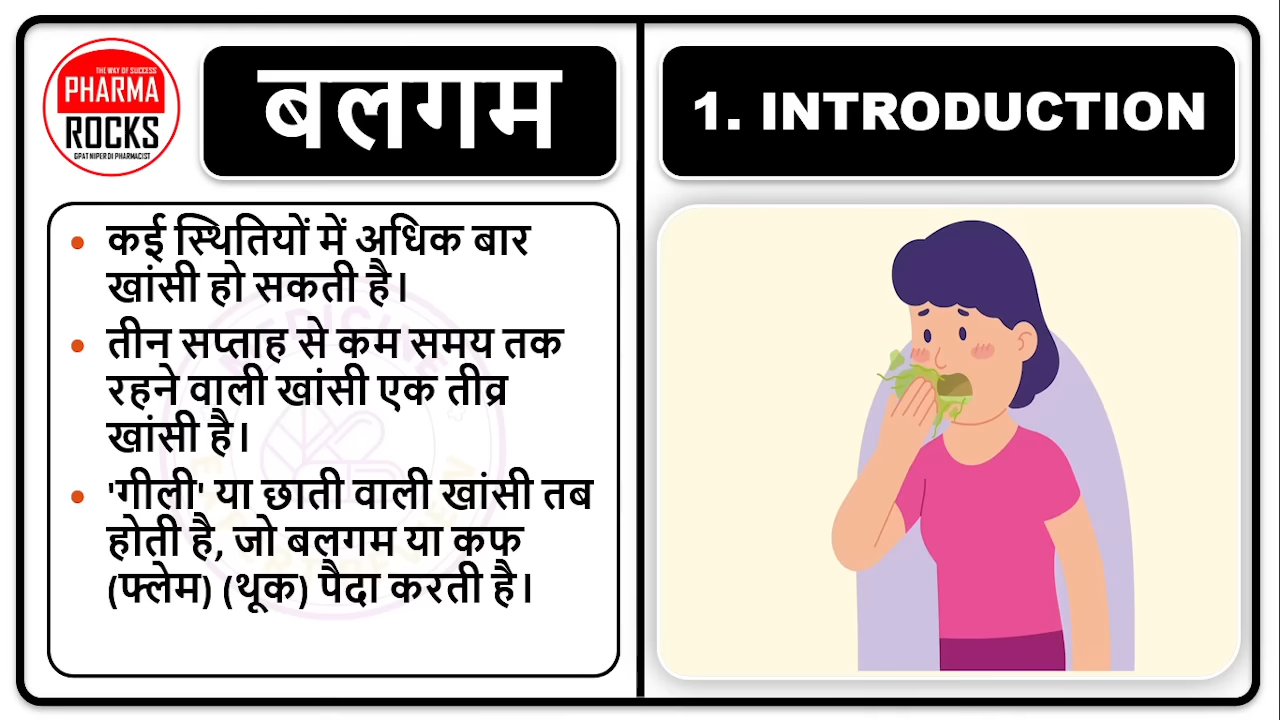 THE WAY OF SUCCESS
PHARMA
ROCKS
GPAT NIPER DI PHARMACIST
बलगम
1. INTRODUCTION
• कई स्थितियों में अधिक बार
खांसी हो सकती है।
• तीन सप्ताह से कम समय तक
रहने वाली खांसी एक तीव्र
खांसी है।
• 'गीली' या छाती वाली खांसी तब
होती है, जो बलगम या कफ
(फ्लेम) (थूक) पैदा करती है।